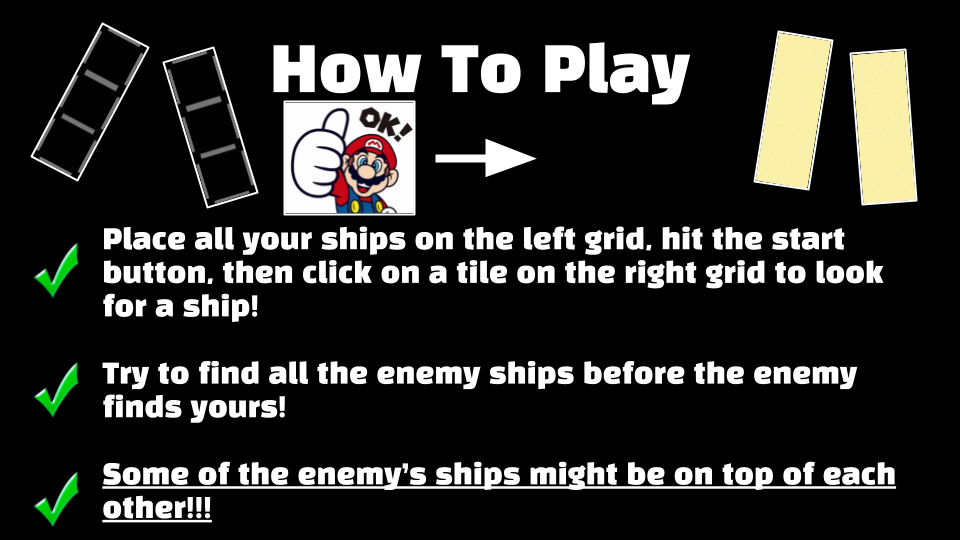 How To Play
OK!
Place all your ships on the left grid, hit the start
button, then click on a tile on the right grid to look
for a ship!
Try to find all the enemy ships before the enemy
finds yours!
Some of the enemy's ships might be on top of each
other!!!